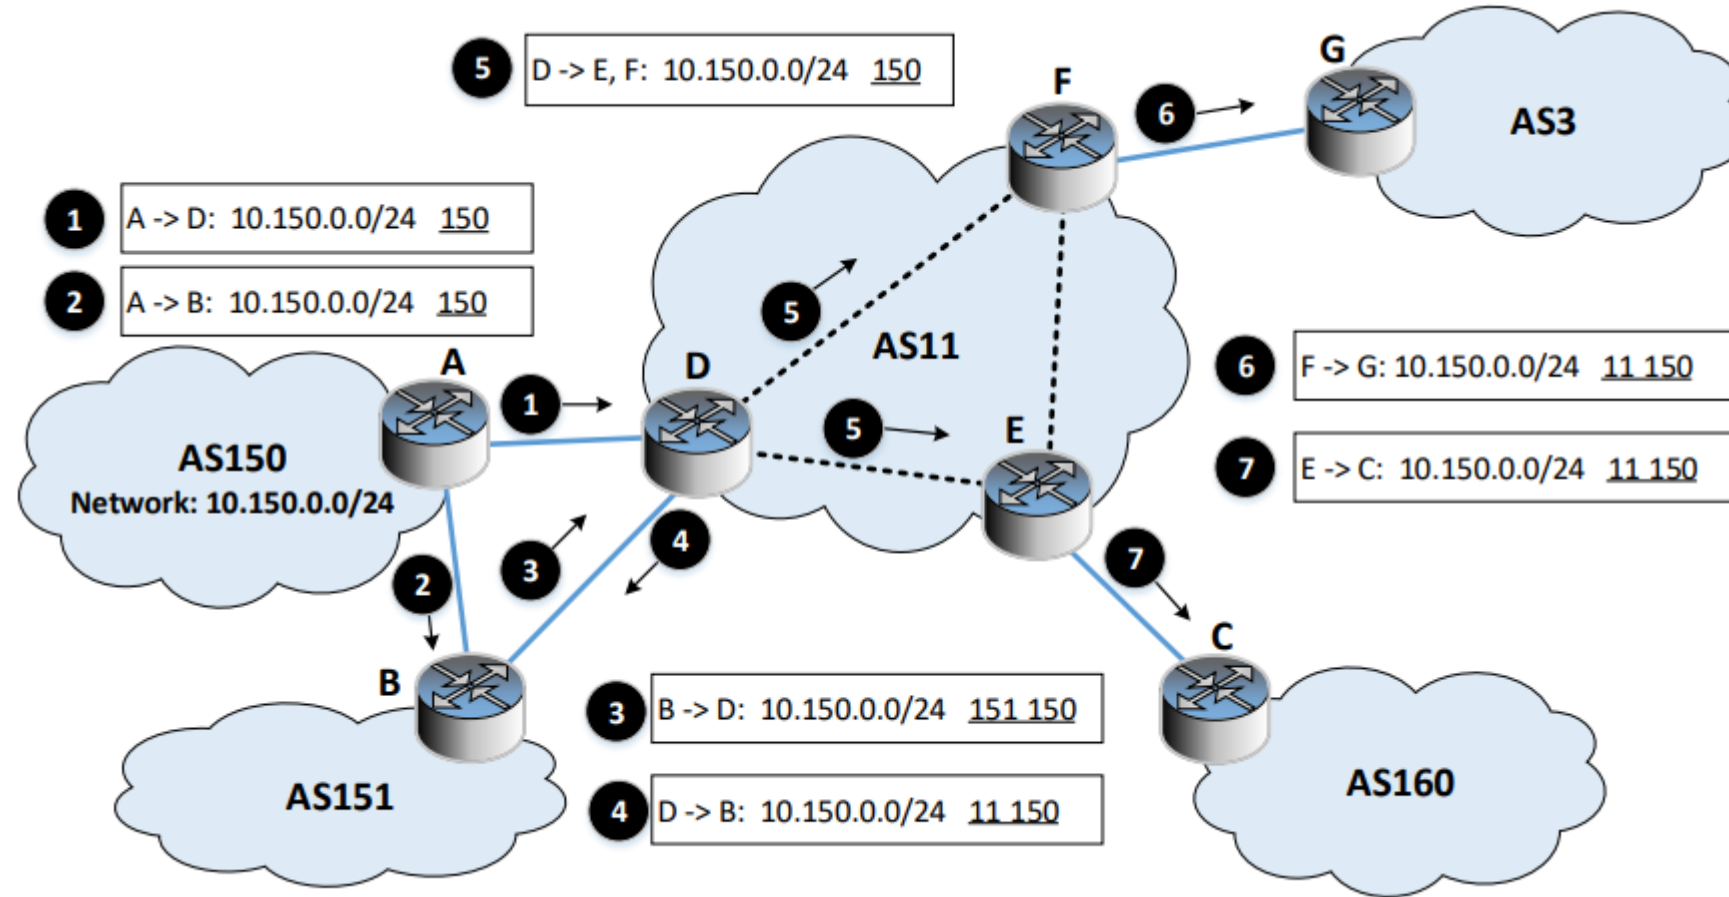 G
5 D -> E, F: 10.150.0.0/24 150
F
6
AS3
1 A -> D: 10.150.0.0/24 150
2 A -> B: 10.150.0.0/24 150
5
AS11
6 F -> G: 10.150.0.0/24 11 150
A
D
1
5
E
AS150
Network: 10.150.0.0/24
7 E -> C: 10.150.0.0/24 11 150
4
3
2
7
C
B
3 B -> D: 10.150.0.0/24 151 150
AS151
AS160
4 D -> B: 10.150.0.0/24 11 150